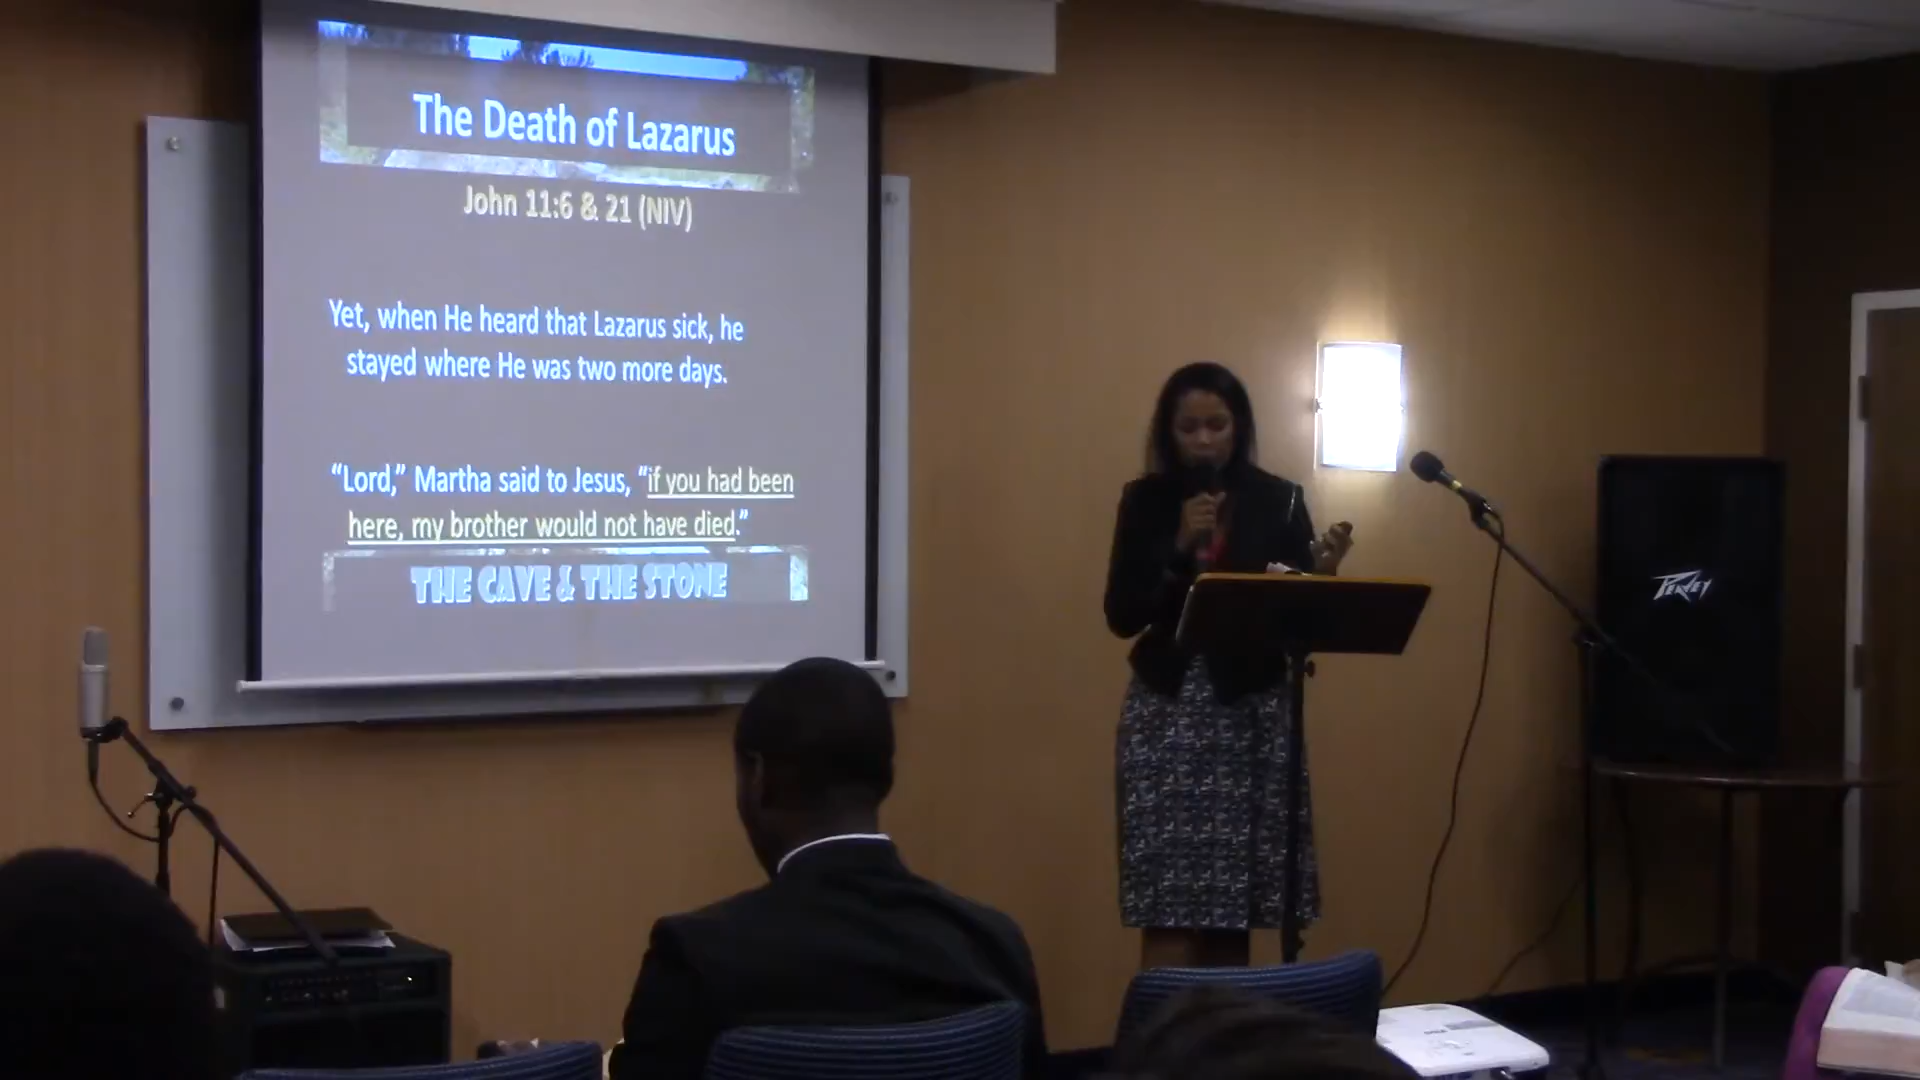 The Death of Lazarus
John 11:6 & 21 (NIV)
Yet, when He heard that Lazarus sick, he
stayed where He was two more days.
“Lord,” Martha said to Jesus, “if you had been
here, my brother would not have died.”
THE CAVE & THE STONE
PEAVEY